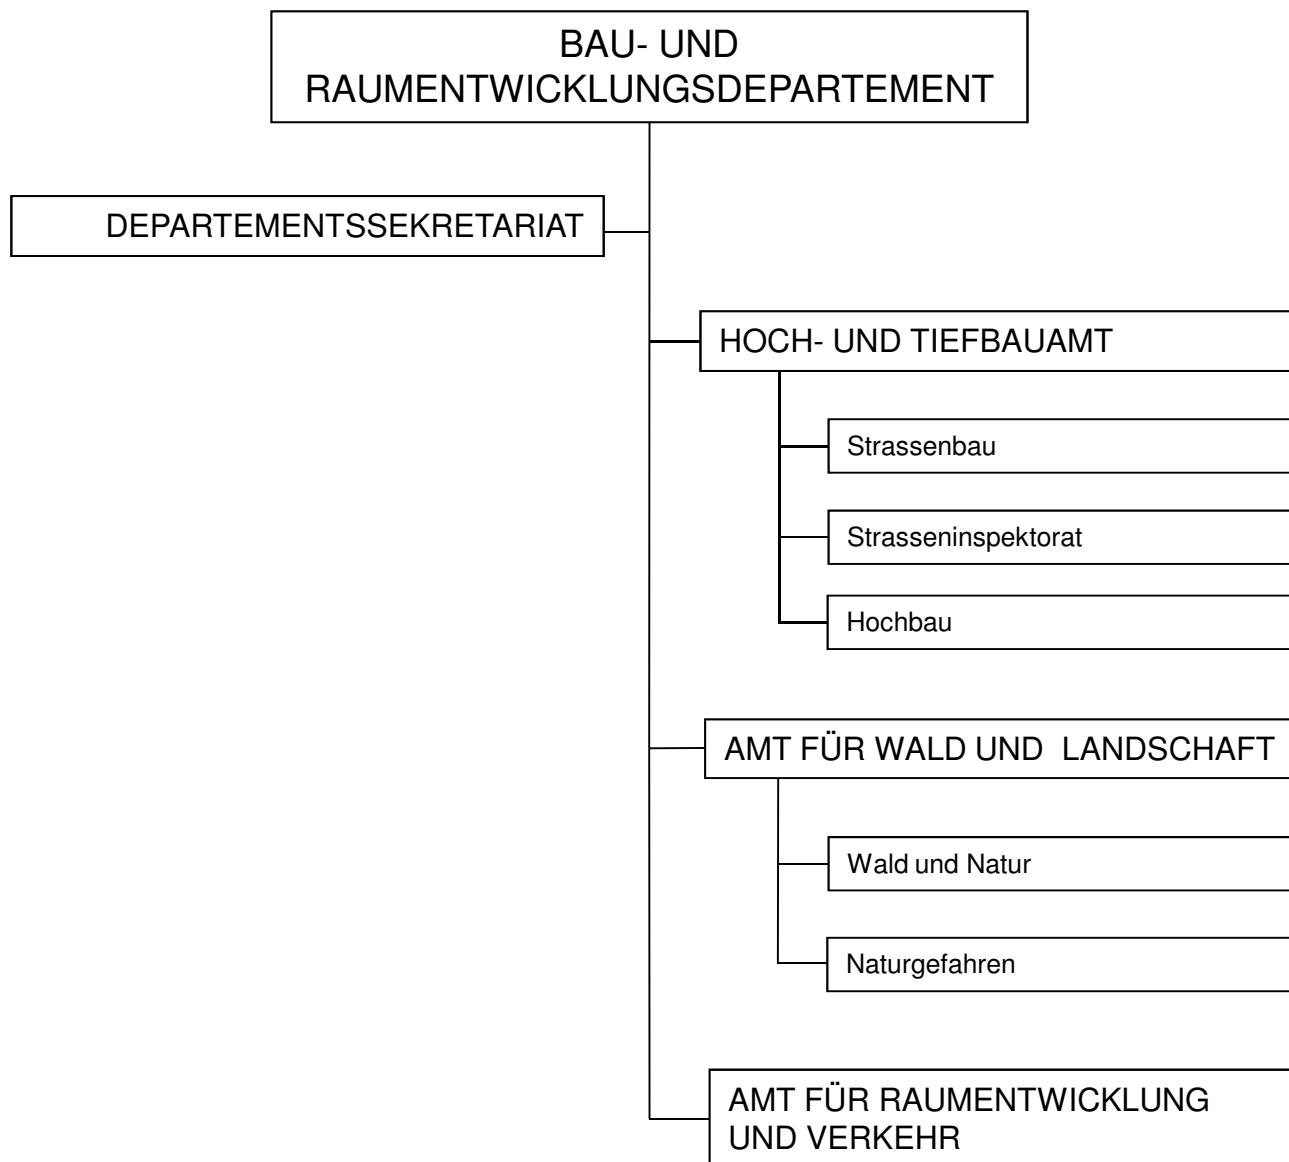 BAU- UND
RAUMENTWICKLUNGSDEPARTEMENT
DEPARTEMENTSSEKRETARIAT
HOCH- UND TIEFBAUAMT
Strassenbau
Strasseninspektorat
Hochbau
AMT FÜR WALD UND LANDSCHAFT
Wald und Natur
Naturgefahren
AMT FÜR RAUMENTWICKLUNG
UND VERKEHR